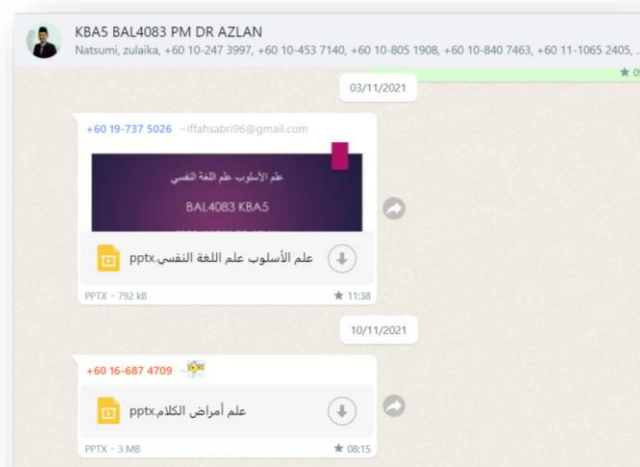 KBA5 BAL4083 PM DR AZLAN
Natsumi, zulaika, +60 10-247 3997, +60 10-453 7140, +60 10-805 1908, +60 10-840 7463, +60 11-1065 2405, ...
03/11/2021
+60 19-737 5026 ~iffahsabri96@gmail.com
علم الأسلوب علم اللغة النفسي
BAL4083 KBA5
علم الأسلوب علم اللغة النفسي.pptx
PPTX • 792 kB
11:38
10/11/2021
+60 16-687 4709 ~
علم أمراض الكلام.pptx
PPTX • 3 MB
08:15